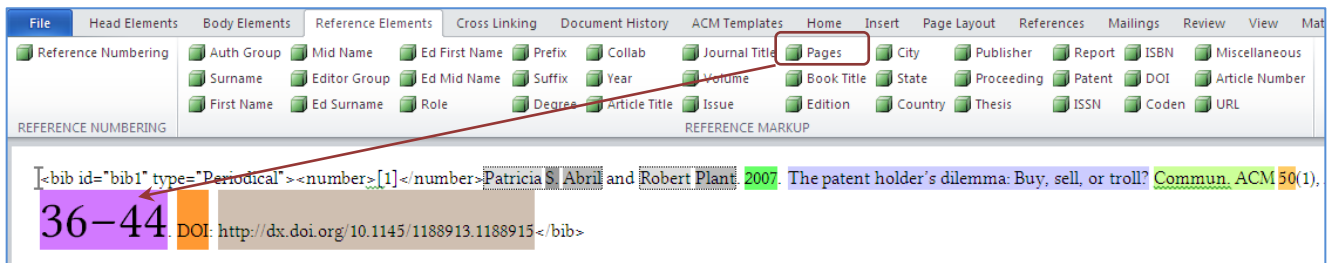 File Head Elements Body Elements Reference Elements Cross Linking Document History ACM Templates Home Insert Page Layout References Mailings Review View Mat
Reference Numbering Auth Group Mid Name Ed First Name Prefix Collab Journal Title Pages City Publisher Report ISBN Miscellaneous
Surname Editor Group Ed Mid Name Suffix Year Volume Book Title State Proceeding Patent DOI Article Number
First Name Ed Surname Role Degree Article Title Issue Edition Country Thesis ISSN Coden URL
REFERENCE NUMBERING REFERENCE MARKUP
<bib id="bib1" type="Periodical"><number>[1]</number>Patricia S. Abril and Robert Plant. 2007. The patent holder's dilemma: Buy, sell, or troll? Commun. ACM 50(1),
36–44. DOI: http://dx.doi.org/10.1145/1188913.1188915</bib>